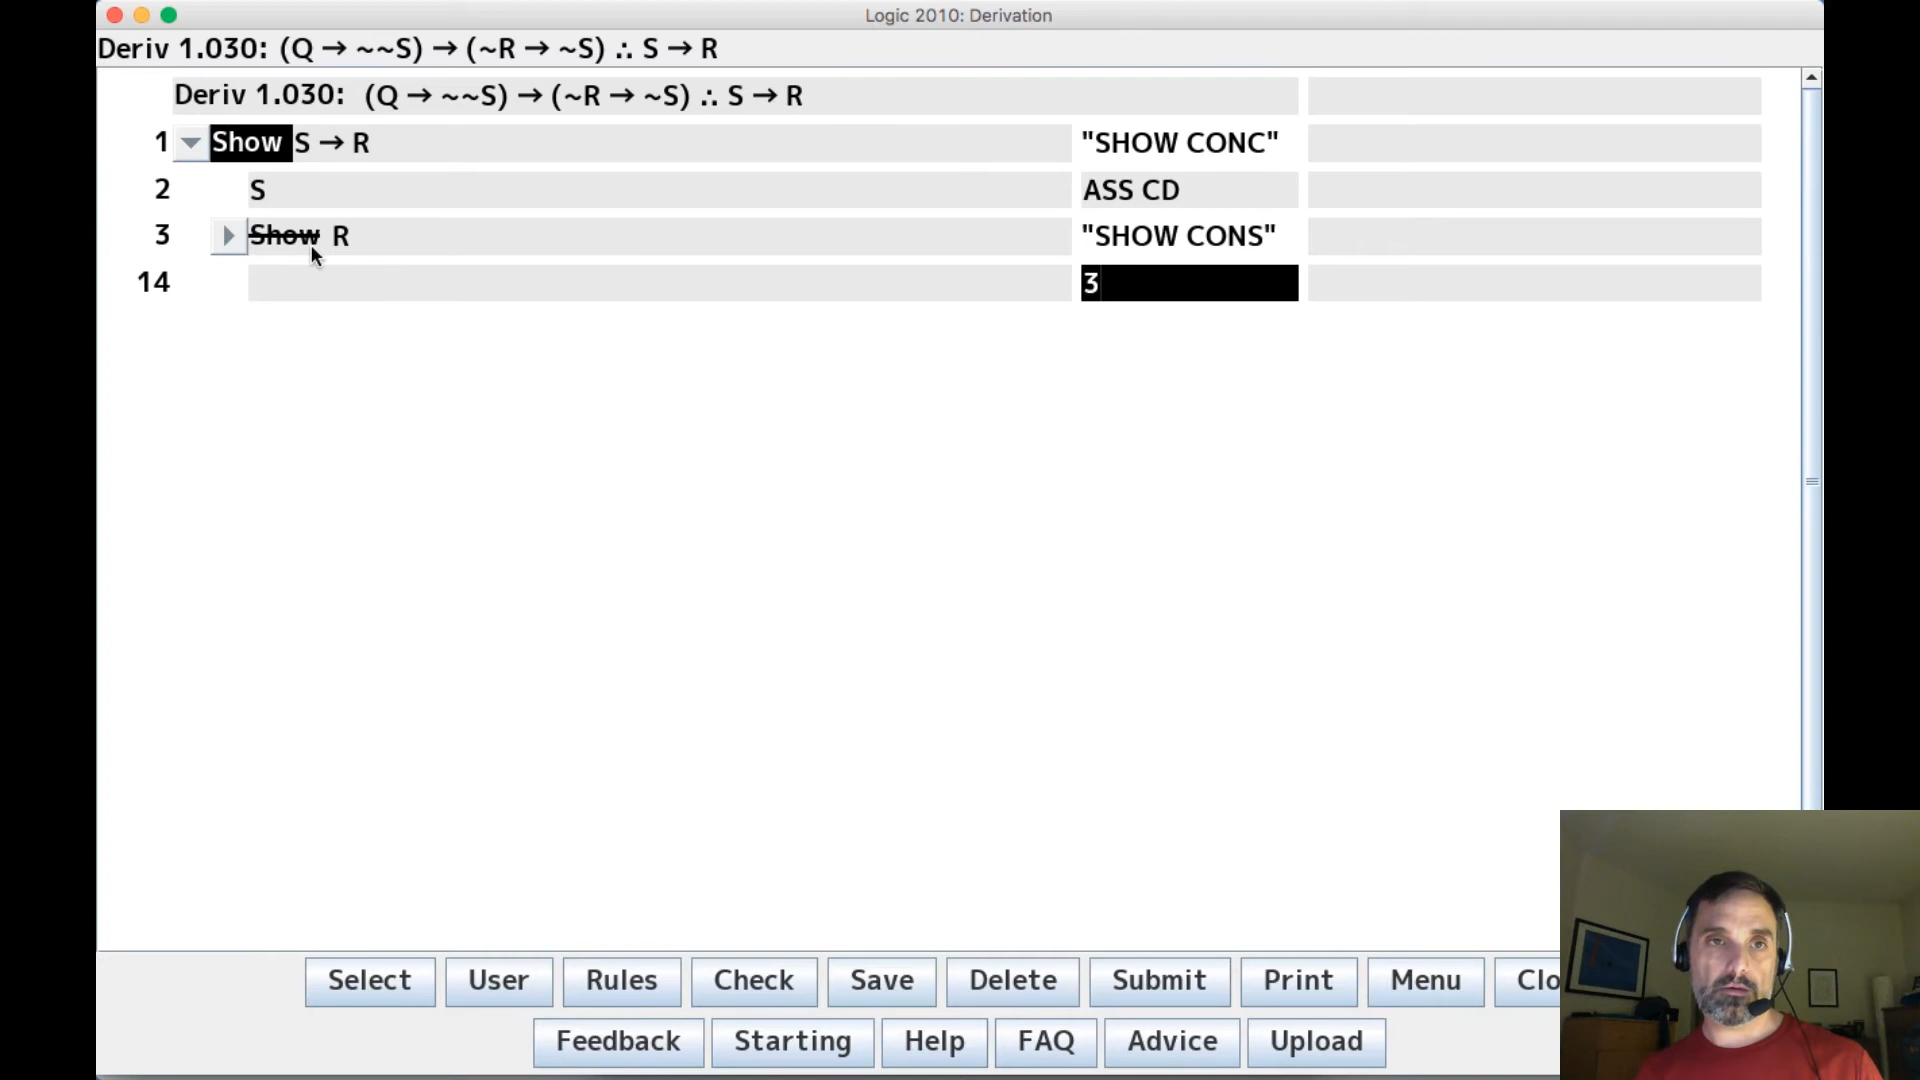 Logic 2010: Derivation
Deriv 1.030: (Q → ~~S) → (~R → ~S) ∴ S → R
Deriv 1.030: (Q → ~~S) → (~R → ~S) ∴ S → R
1 Show S → R "SHOW CONC"
2 S ASS CD
3 Show R "SHOW CONS"
14 3
Select User Rules Check Save Delete Submit Print Menu Clo
Feedback Starting Help FAQ Advice Upload